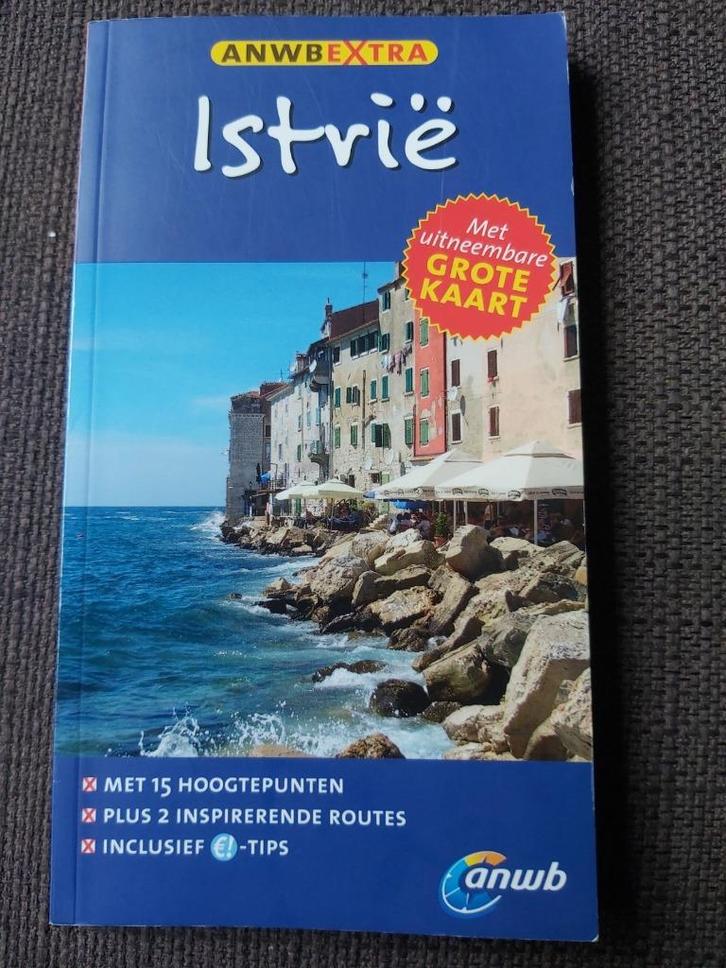 ANWBEXTRA
Istrië
Met
uitneembare
GROTE
KAART
MET 15 HOOGTEPUNTEN
PLUS 2 INSPIRERENDE ROUTES
INCLUSIEF €!-TIPS
anwb